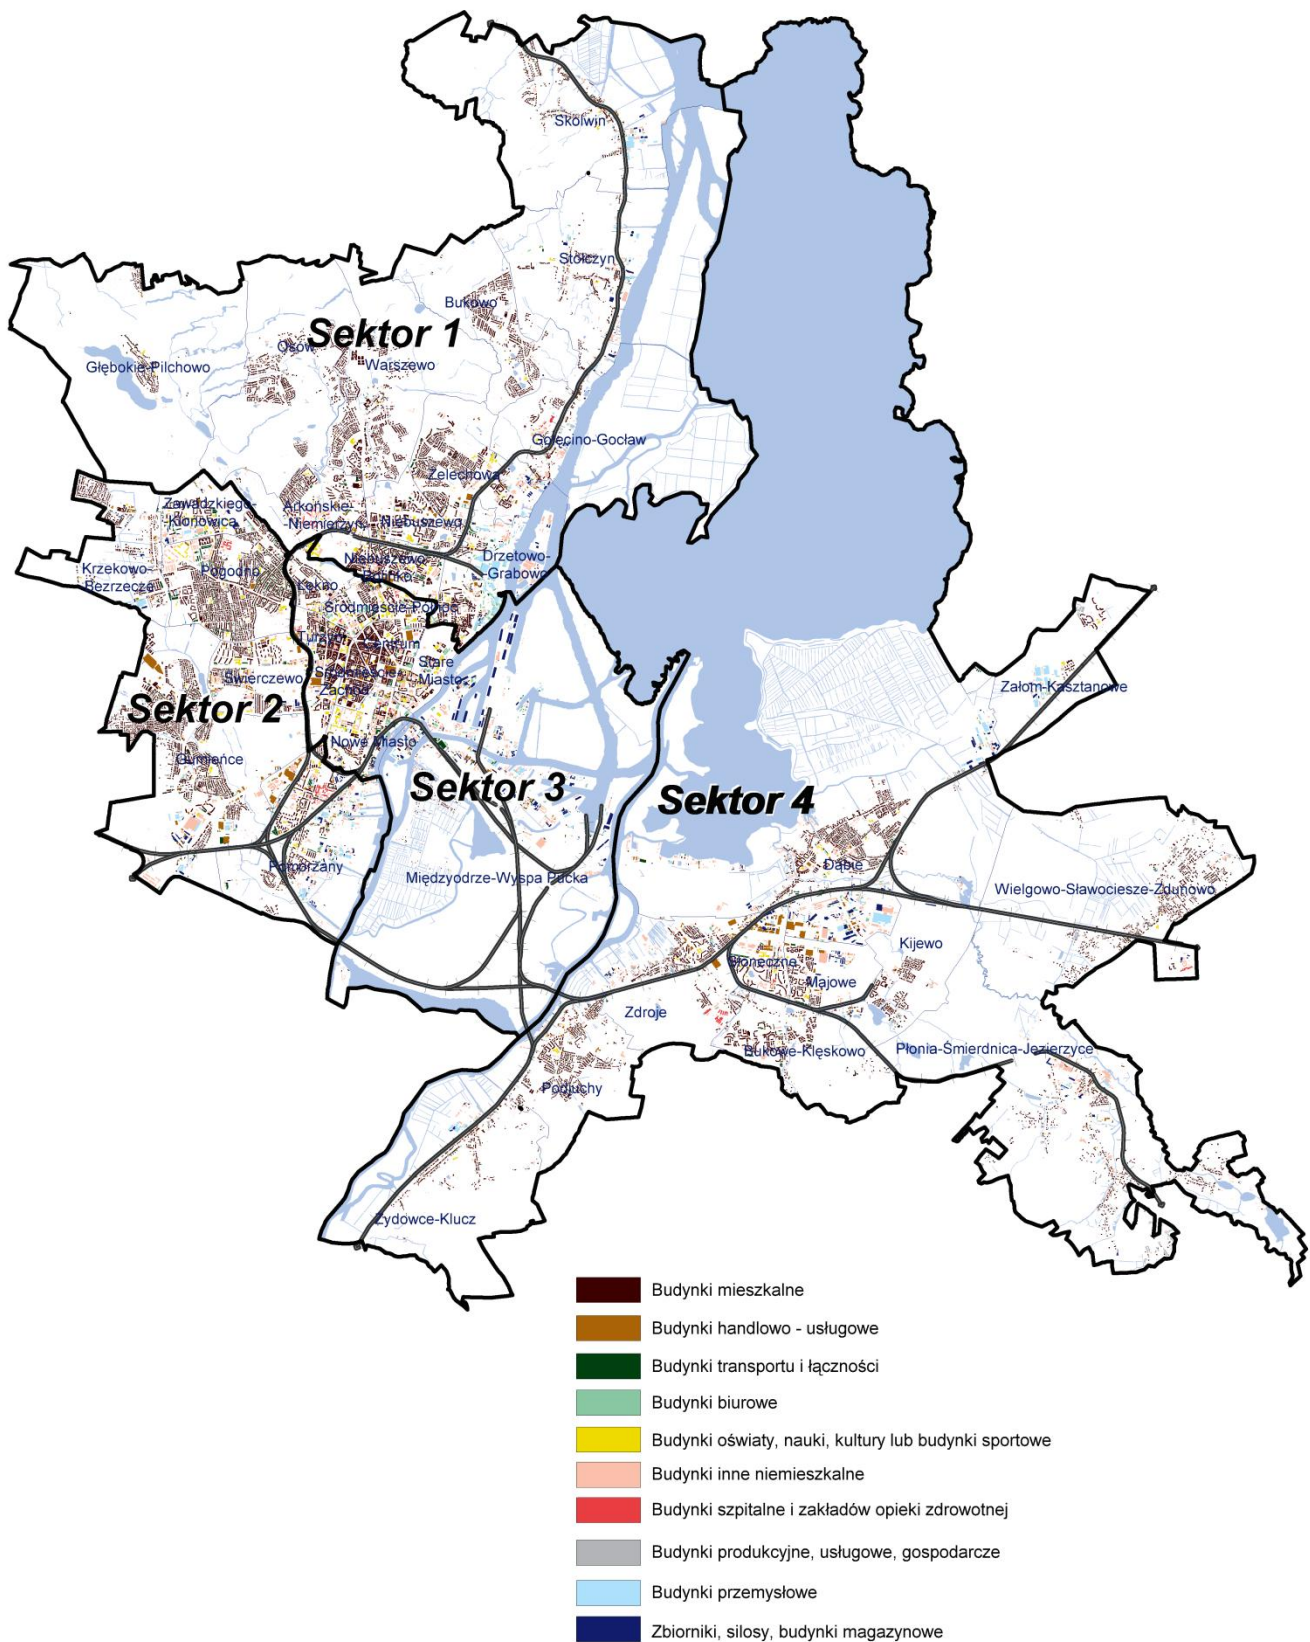 Skolwin
Stołczyn
Bukowo
Sektor 1
Osów
Warszewo
Głębokie-Pilchowo
Golęcino-Gocław
Żelechowa
Zawadzkiego-
-Klonowica
Arkońskie-
-Niemierzyn
Niebuszewo
Drzetowo-
-Grabowo
Niebuszewo-
-Bolinko
Krzekowo-
-Bezrzecze
Pogodno
Łękno
Śródmieście-Północ
Turzyn
Centrum
Stare
Miasto
Śródmieście-
Zachód
Świerczewo
Załom-Kasztanowe
Sektor 2
Nowe Miasto
Gumieńce
Sektor 3
Sektor 4
Pomorzany
Międzyodrze-Wyspa Pucka
Dąbie
Wielgowo-Sławociesze-Zdunowo
Kijewo
Słoneczne
Majowe
Zdroje
Bukowe-Klęskowo
Płonia-Śmierdnica-Jezierzyce
Podjuchy
Żydowce-Klucz
Budynki mieszkalne
Budynki handlowo - usługowe
Budynki transportu i łączności
Budynki biurowe
Budynki oświaty, nauki, kultury lub budynki sportowe
Budynki inne niemieszkalne
Budynki szpitalne i zakładów opieki zdrowotnej
Budynki produkcyjne, usługowe, gospodarcze
Budynki przemysłowe
Zbiorniki, silosy, budynki magazynowe